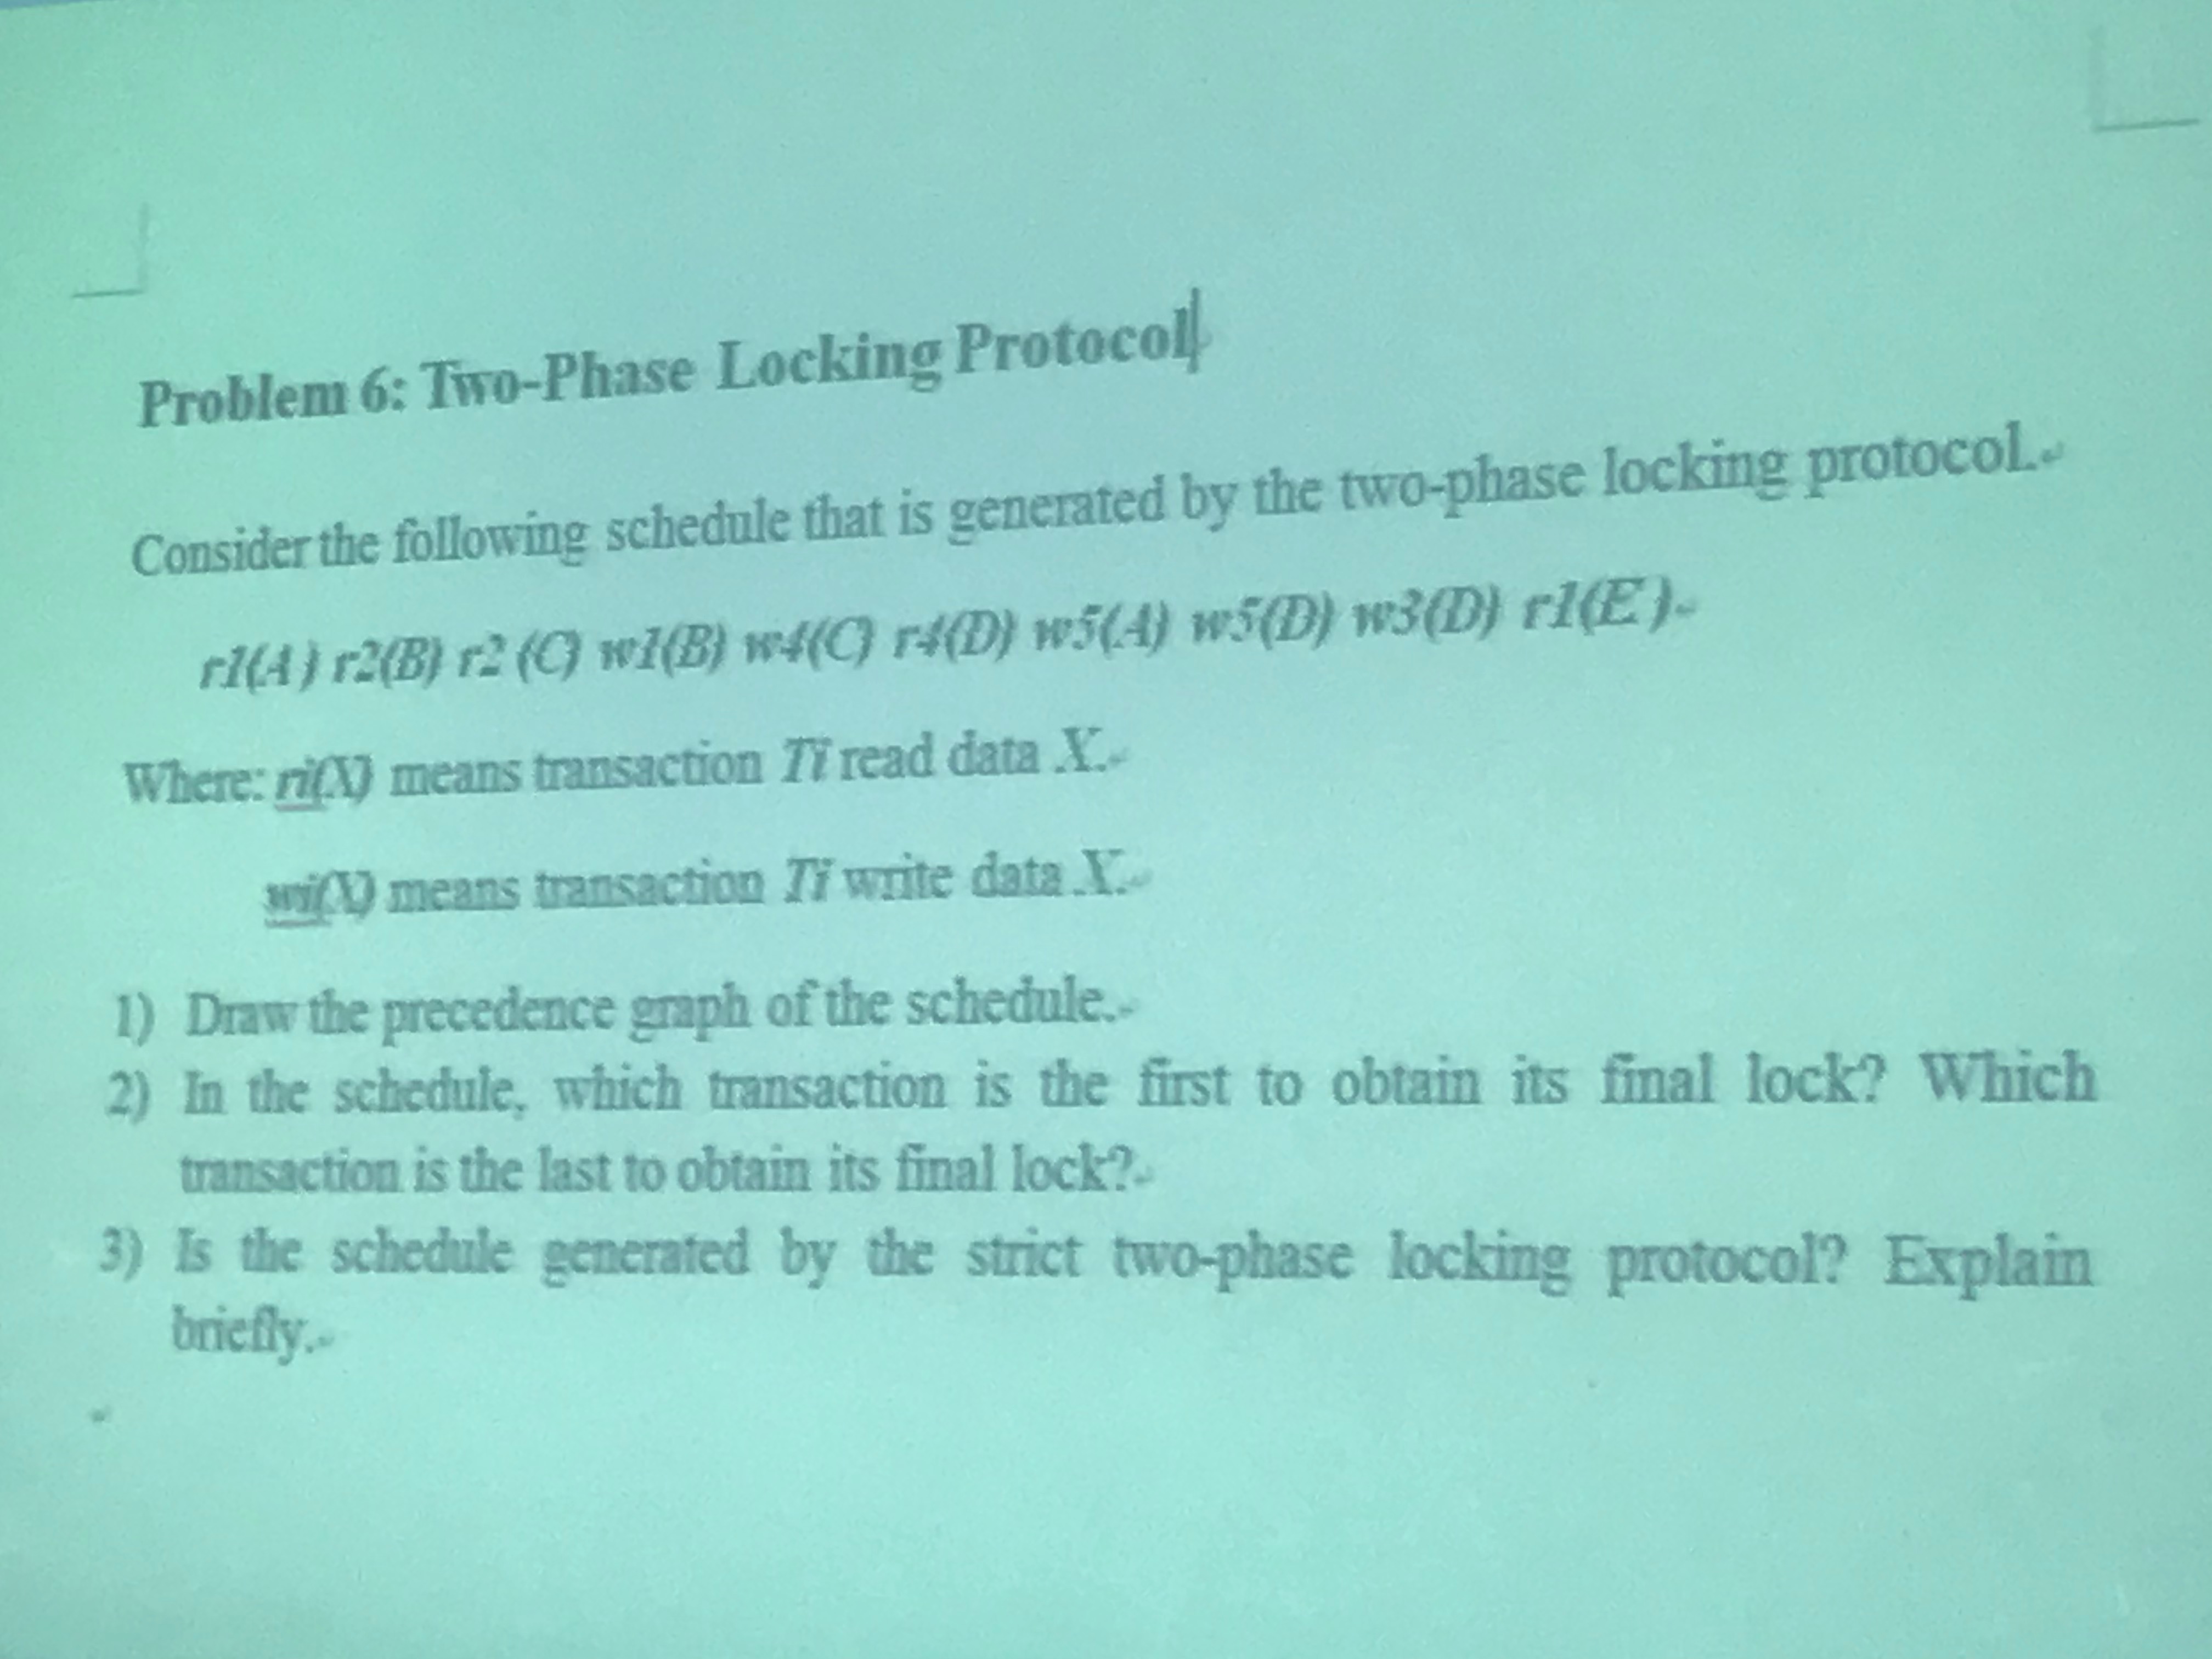 Problem 6: Two-Phase Locking Protocol
Consider the following schedule that is generated by the two-phase locking protocol.
r1(A) r2(B) r2 (C) w1(B) w4(C) r4(D) w5(A) w5(D) w3(D) r1(E)
Where: ri(X) means transaction Ti read data X.
wi(X) means transaction Ti write data X.
1) Draw the precedence graph of the schedule.
2) In the schedule, which transaction is the first to obtain its final lock? Which
transaction is the last to obtain its final lock?
3) Is the schedule generated by the strict two-phase locking protocol? Explain
briefly.